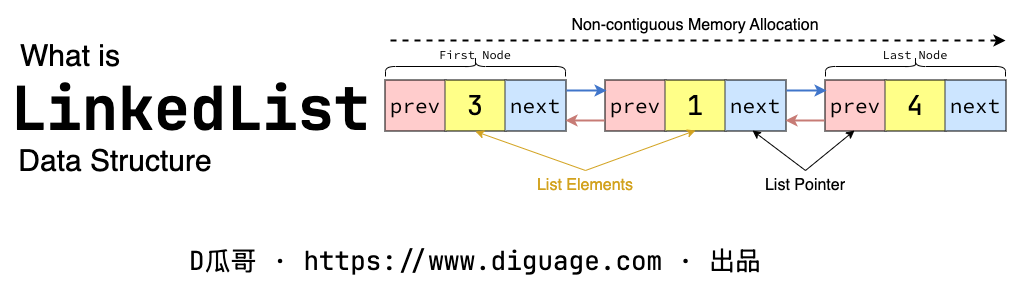 What is
LinkedList
Data Structure
Non-contiguous Memory Allocation
First Node
Last Node
prev 3 next
prev 1 next
prev 4 next
List Elements
List Pointer
D瓜哥 · https://www.diguage.com · 出品